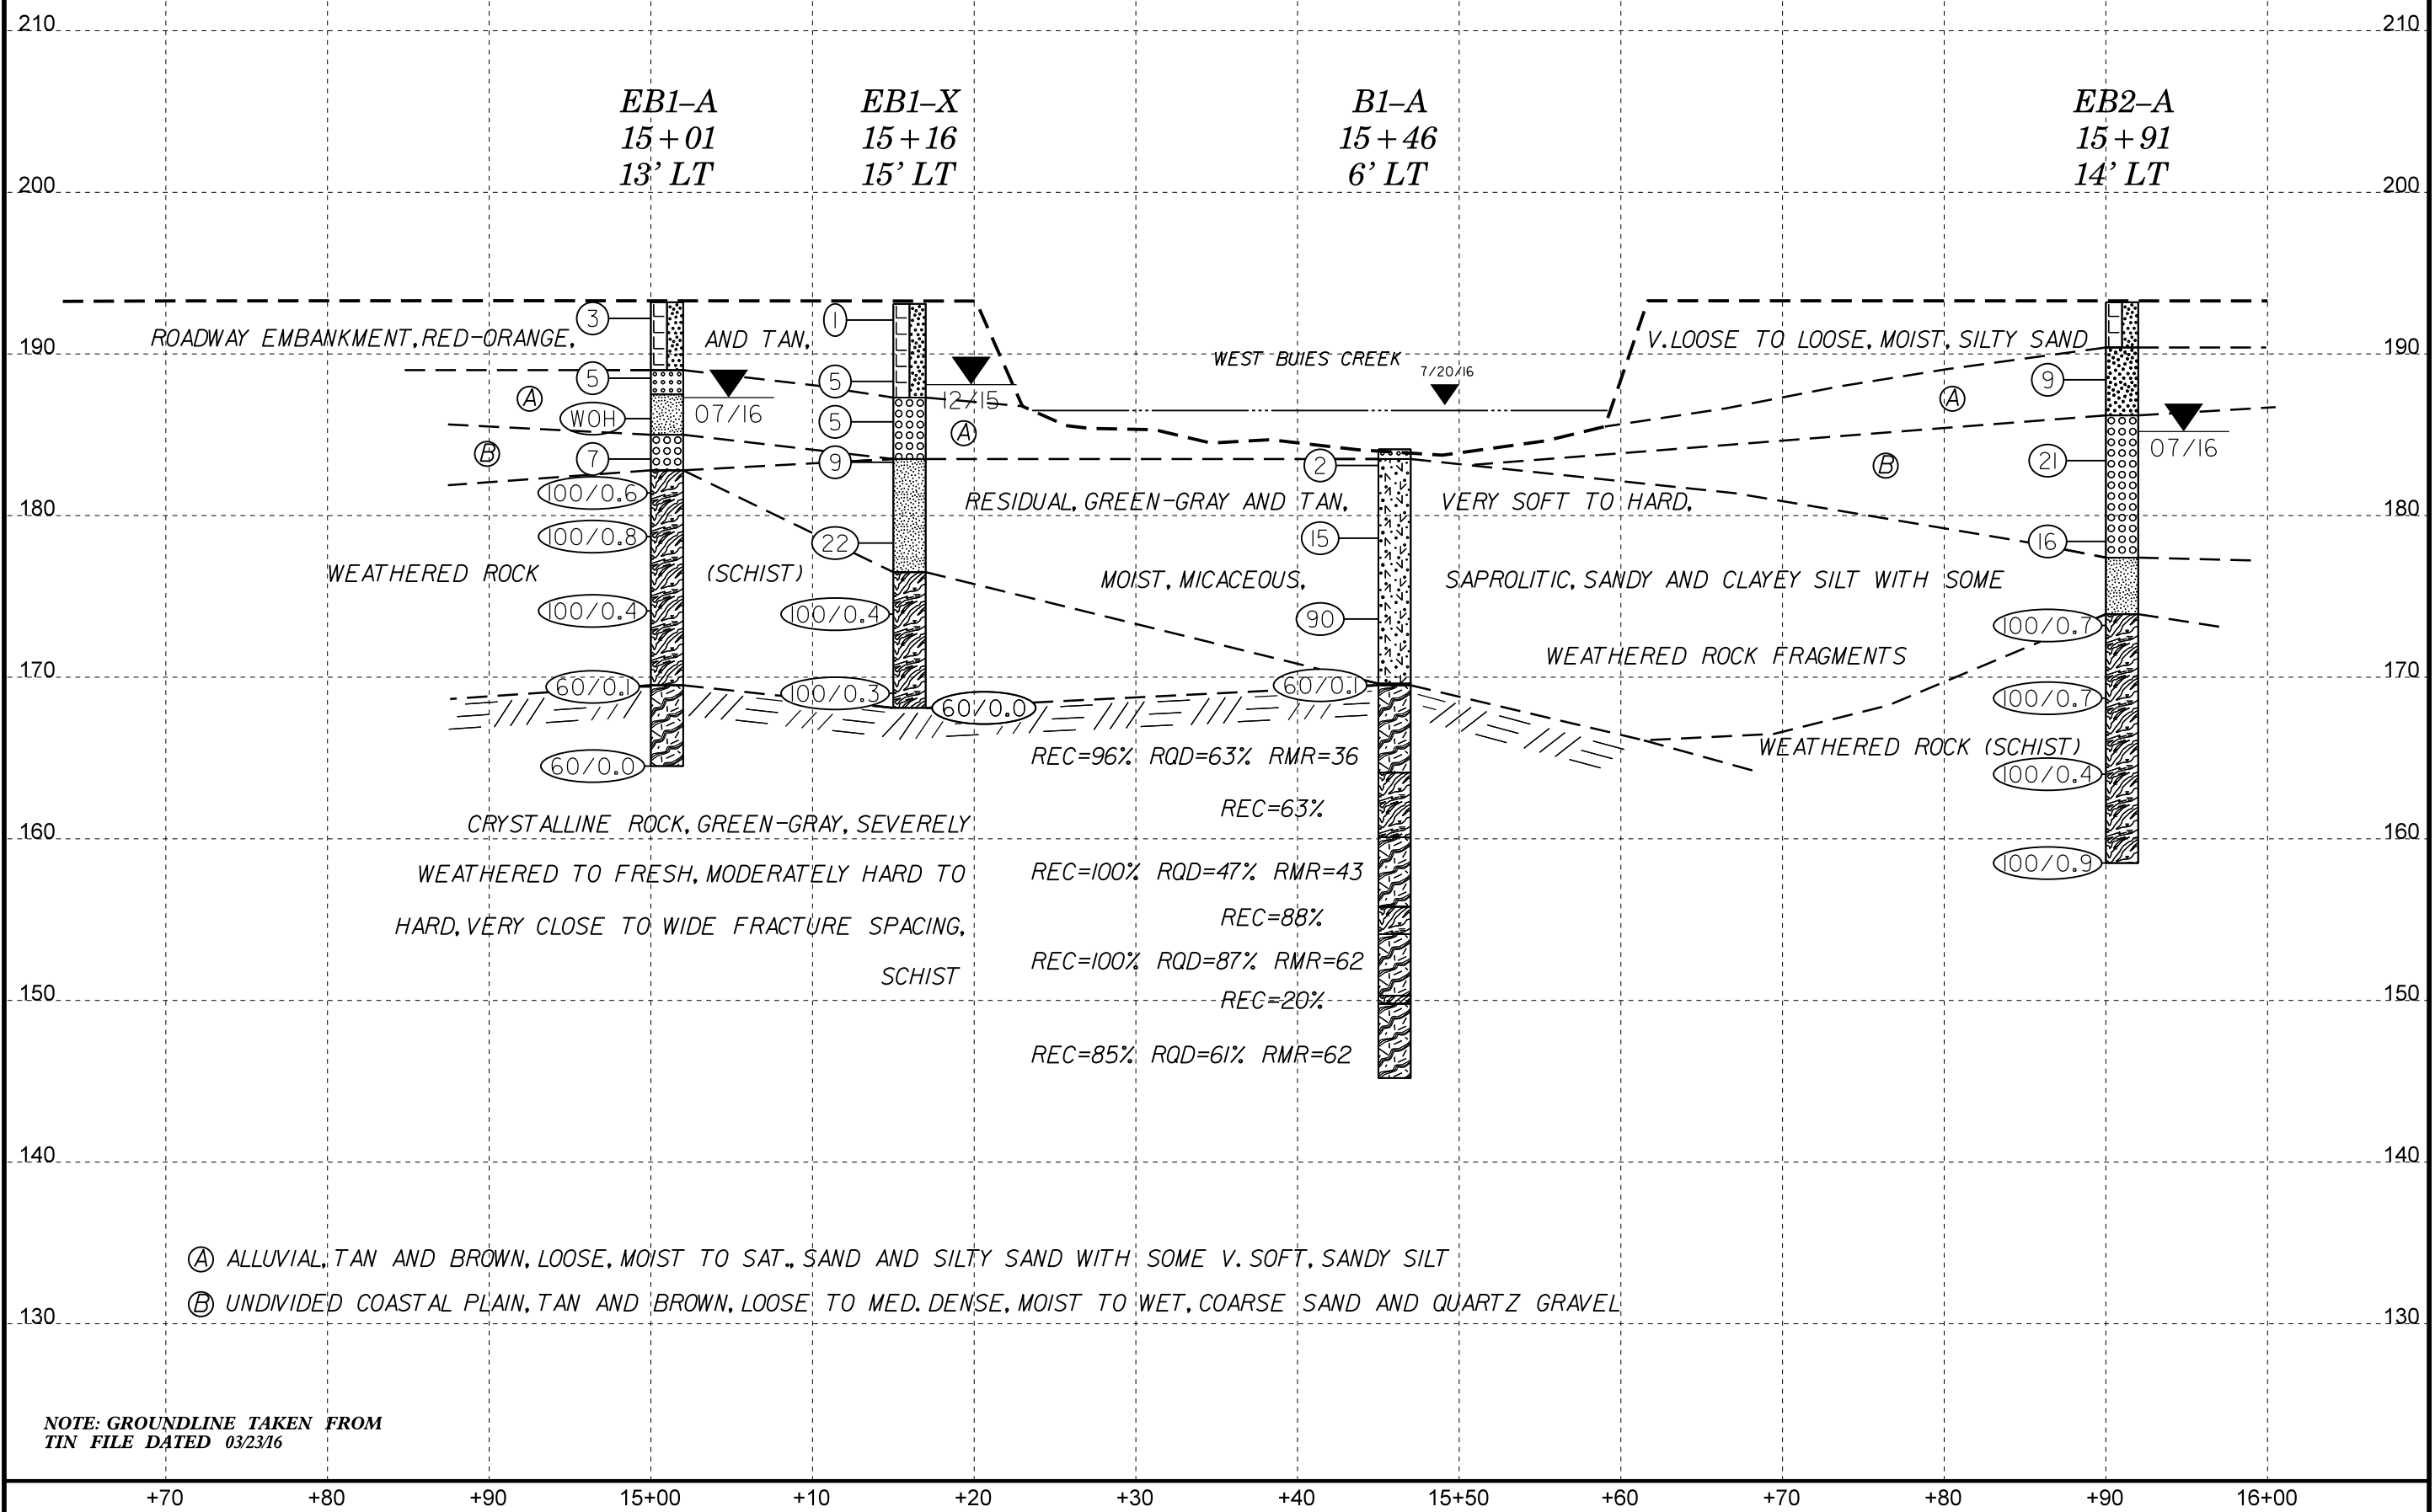 210 210
EB1–A EB1–X B1–A EB2–A
15+01 15+16 15+46 15+91
13’ LT 15’ LT 6’ LT 14’ LT
200 200
3 1
ROADWAY EMBANKMENT, RED-ORANGE, AND TAN, V. LOOSE TO LOOSE, MOIST, SILTY SAND
190 190
WEST BUIES CREEK 7/20/16
5 5 9
A 12/15 A
WOH 07/16 5 A
B 7 9 2 B 21 07/16
100/0.6
RESIDUAL, GREEN-GRAY AND TAN, VERY SOFT TO HARD,
180 180
100/0.8 22 15 16
WEATHERED ROCK (SCHIST) MOIST, MICACEOUS, SAPROLITIC, SANDY AND CLAYEY SILT WITH SOME
100/0.4 100/0.4 90 100/0.7
WEATHERED ROCK FRAGMENTS
170 170
60/0.1 100/0.3 60/0.1 100/0.7
60/0.0
REC=96% RQD=63% RMR=36 WEATHERED ROCK (SCHIST)
60/0.0 100/0.4
REC=63%
CRYSTALLINE ROCK, GREEN-GRAY, SEVERELY
160 160
WEATHERED TO FRESH, MODERATELY HARD TO REC=100% RQD=47% RMR=43 100/0.9
REC=88%
HARD, VERY CLOSE TO WIDE FRACTURE SPACING,
REC=100% RQD=87% RMR=62
SCHIST
150 REC=20% 150
REC=85% RQD=61% RMR=62
140 140
A ALLUVIAL, TAN AND BROWN, LOOSE, MOIST TO SAT., SAND AND SILTY SAND WITH SOME V. SOFT, SANDY SILT
B UNDIVIDED COASTAL PLAIN, TAN AND BROWN, LOOSE TO MED. DENSE, MOIST TO WET, COARSE SAND AND QUARTZ GRAVEL
130 130
NOTE: GROUNDLINE TAKEN FROM
TIN FILE DATED 03/23/16
+70 +80 +90 15+00 +10 +20 +30 +40 15+50 +60 +70 +80 +90 16+00